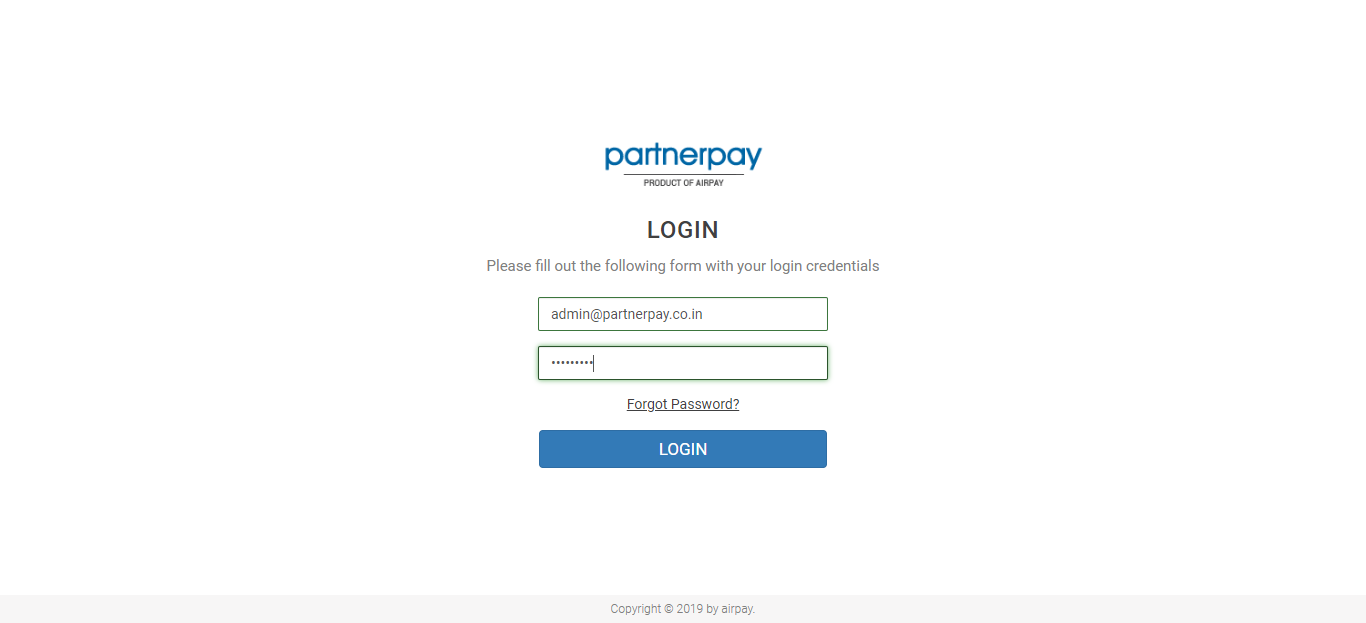 partnerpay
PRODUCT OF AIRPAY
LOGIN
Please fill out the following form with your login credentials
admin@partnerpay.co.in
•••••••••
Forgot Password?
LOGIN
Copyright © 2019 by airpay.